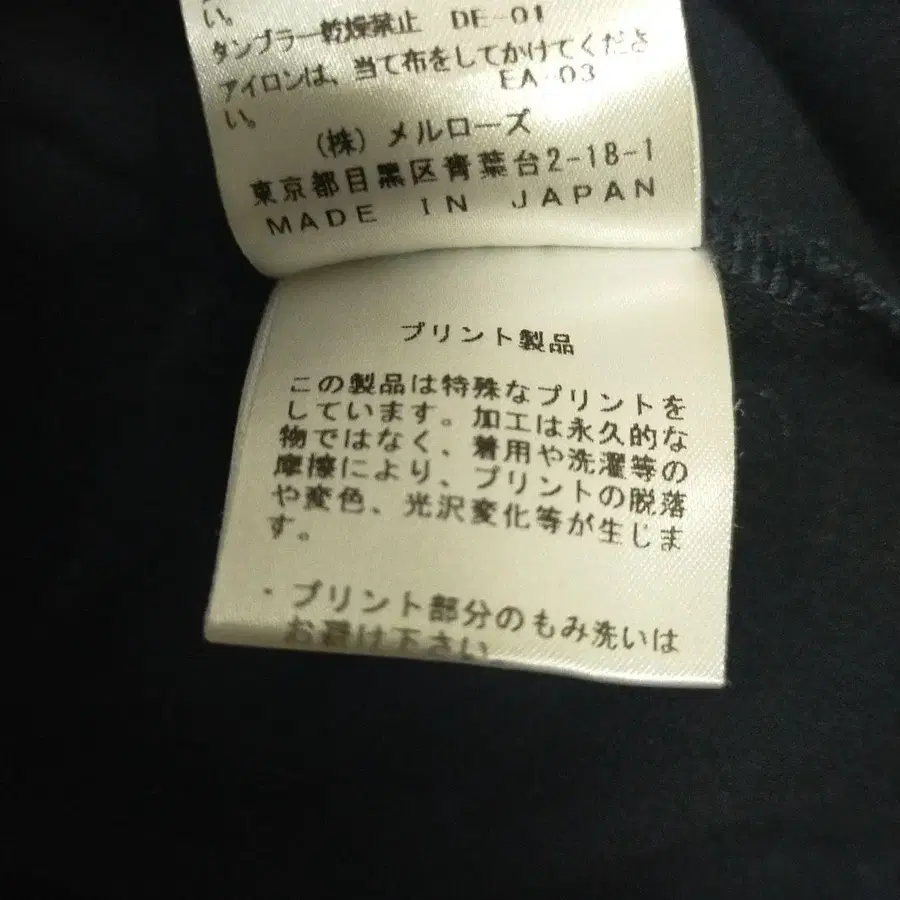 い。
タンブラー乾燥禁止 DE-01
アイロンは、当て布をしてかけてくださ
い。 EA-03
(株) メルローズ
東京都目黒区青葉台2-18-1
MADE IN JAPAN
プリント製品
この製品は特殊なプリントを
しています。加工は永久的な
物ではなく、着用や洗濯等の
摩擦により、プリントの脱落
や変色、光沢変化等が生じま
す。
・プリント部分のもみ洗いは
お避け下さい。